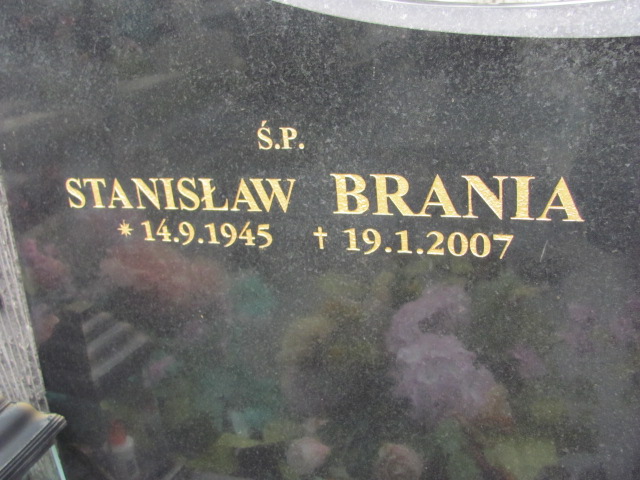 Ś.P.
STANISŁAW BRANIA
* 14.9.1945 † 19.1.2007